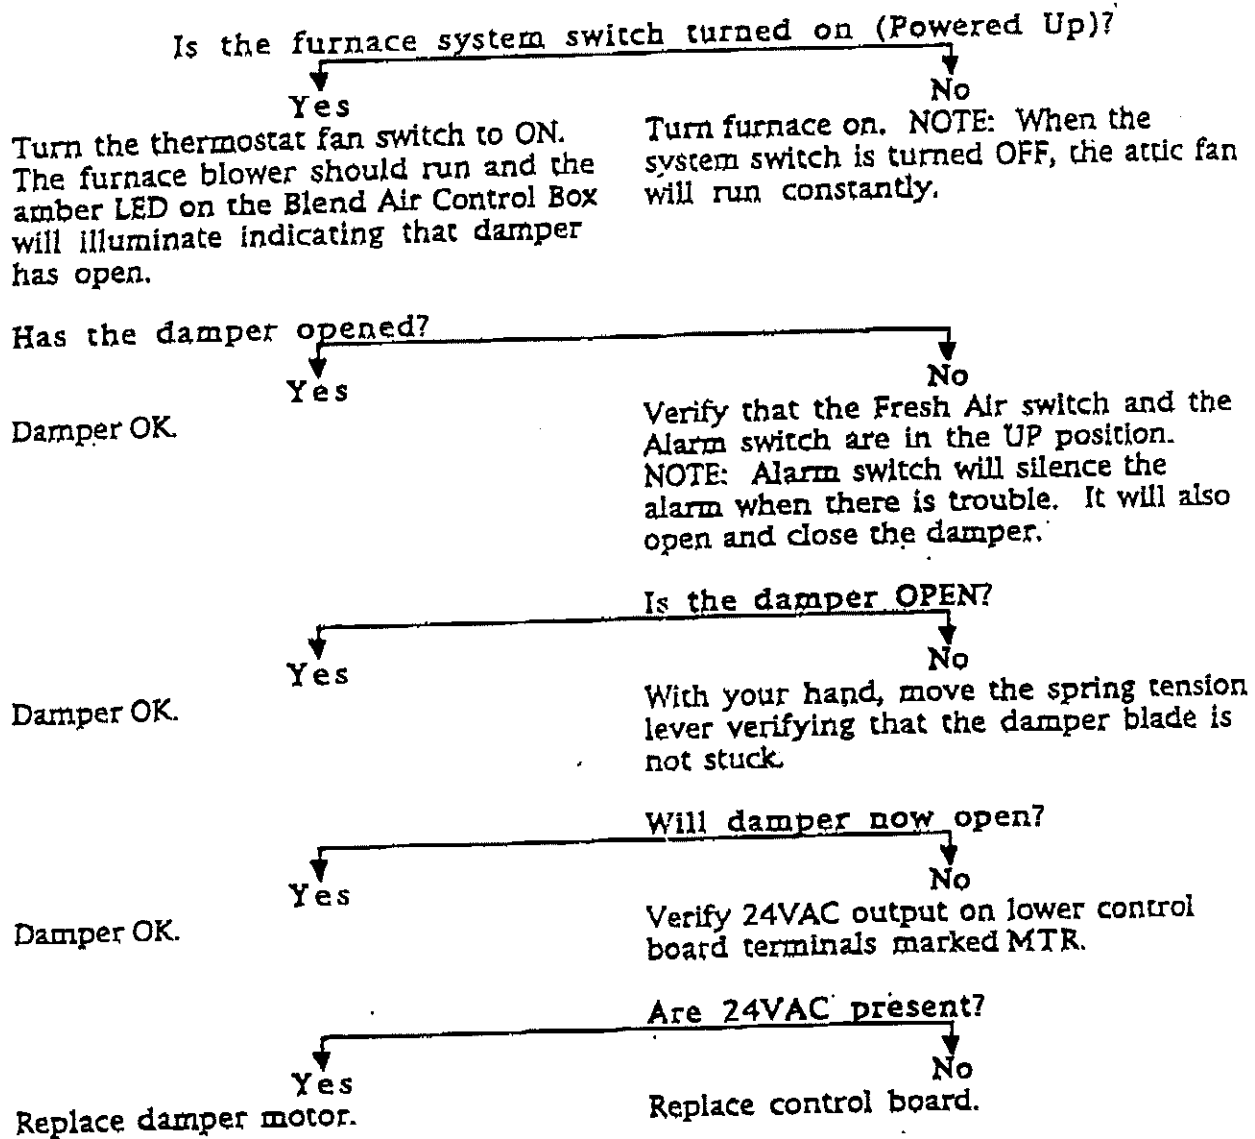 Is the furnace system switch turned on (Powered Up)?
Yes
No
Turn the thermostat fan switch to ON.
The furnace blower should run and the
amber LED on the Blend Air Control Box
will illuminate indicating that damper
has open.
Turn furnace on. NOTE: When the
system switch is turned OFF, the attic fan
will run constantly.
Has the damper opened?
Yes
No
Damper OK.
Verify that the Fresh Air switch and the
Alarm switch are in the UP position.
NOTE: Alarm switch will silence the
alarm when there is trouble. It will also
open and close the damper.
Is the damper OPEN?
Yes
No
Damper OK.
With your hand, move the spring tension
lever verifying that the damper blade is
not stuck.
Will damper now open?
Yes
No
Damper OK.
Verify 24VAC output on lower control
board terminals marked MTR.
Are 24VAC present?
Yes
No
Replace damper motor.
Replace control board.